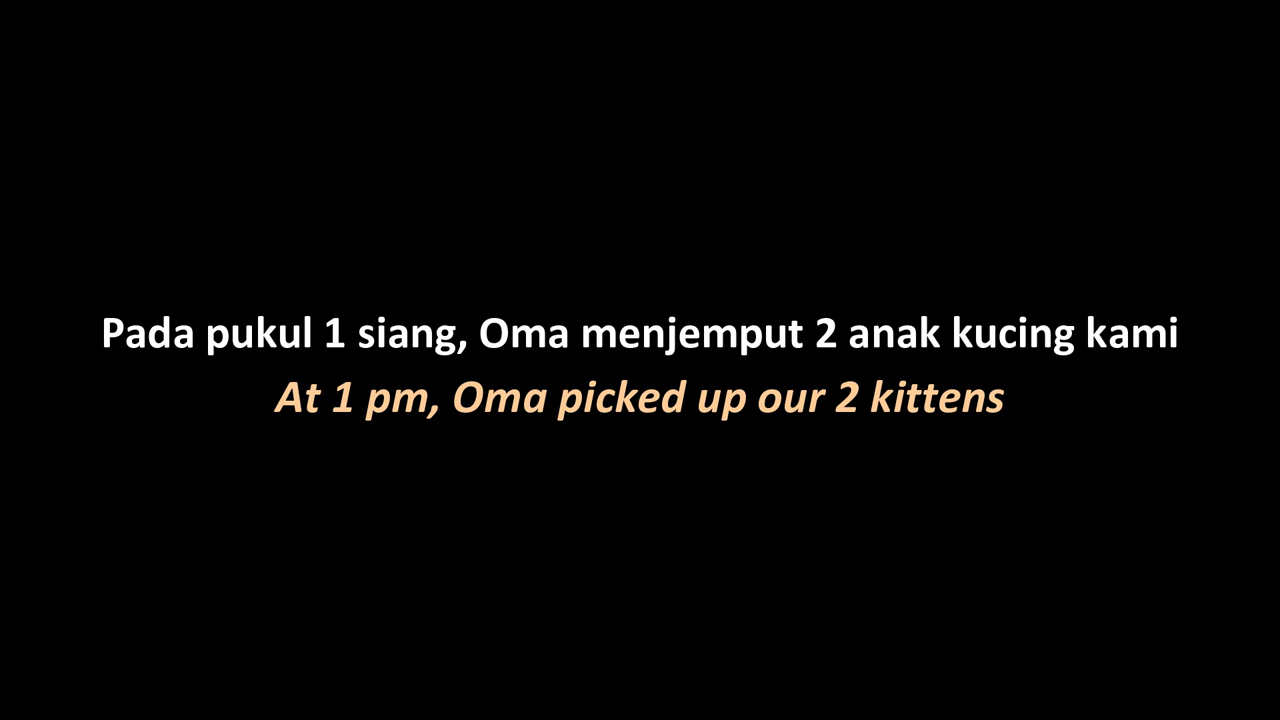 Pada pukul 1 siang, Oma menjemput 2 anak kucing kami
At 1 pm, Oma picked up our 2 kittens